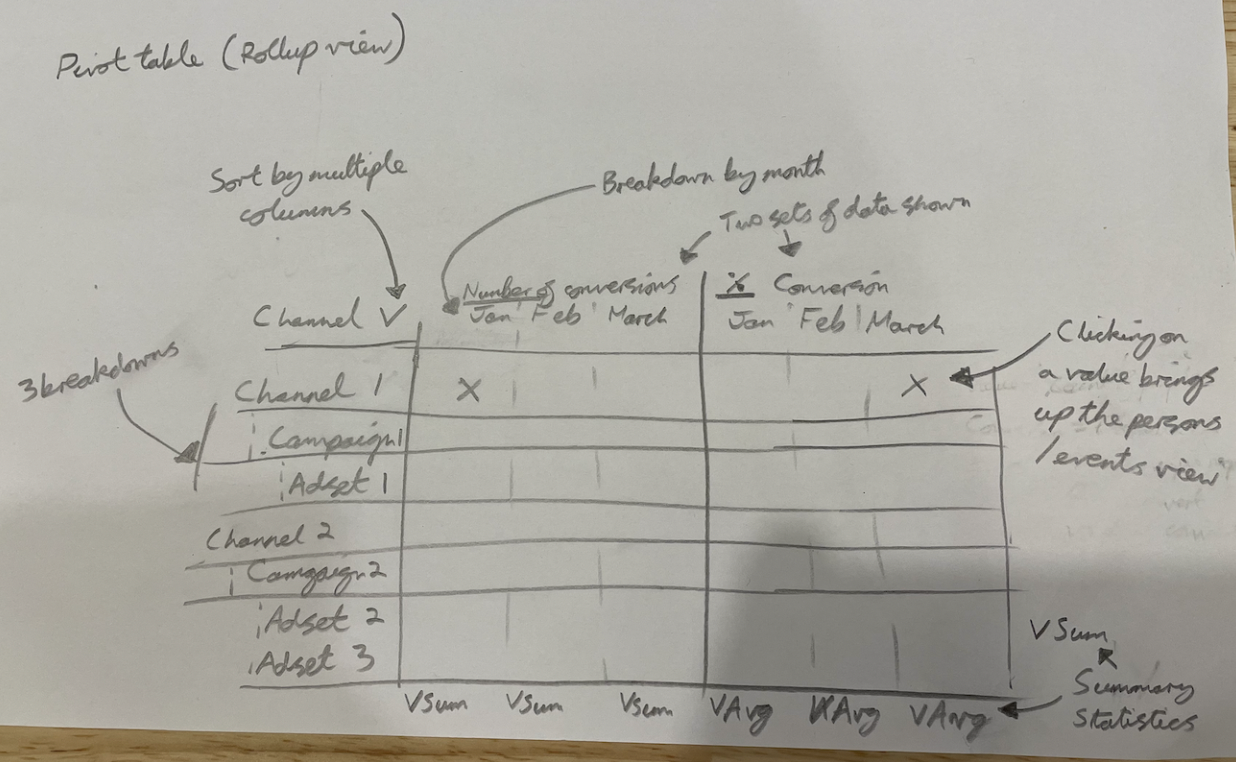 Pivot table (Rollup view)
Sort by multiple
columns
Breakdown by month
Two sets of data shown
Number of conversions
% Conversion
Channel V
Jan Feb March
Jan Feb March
3 breakdowns
Channel 1
X
X
Clicking on
a value brings
up the persons
/events view
Campaign 1
Adset 1
Channel 2
Campaign 2
Adset 2
Adset 3
V Sum
V Sum
V Sum
V Sum
V Avg
V Avg
V Avg
Summary
Statistics